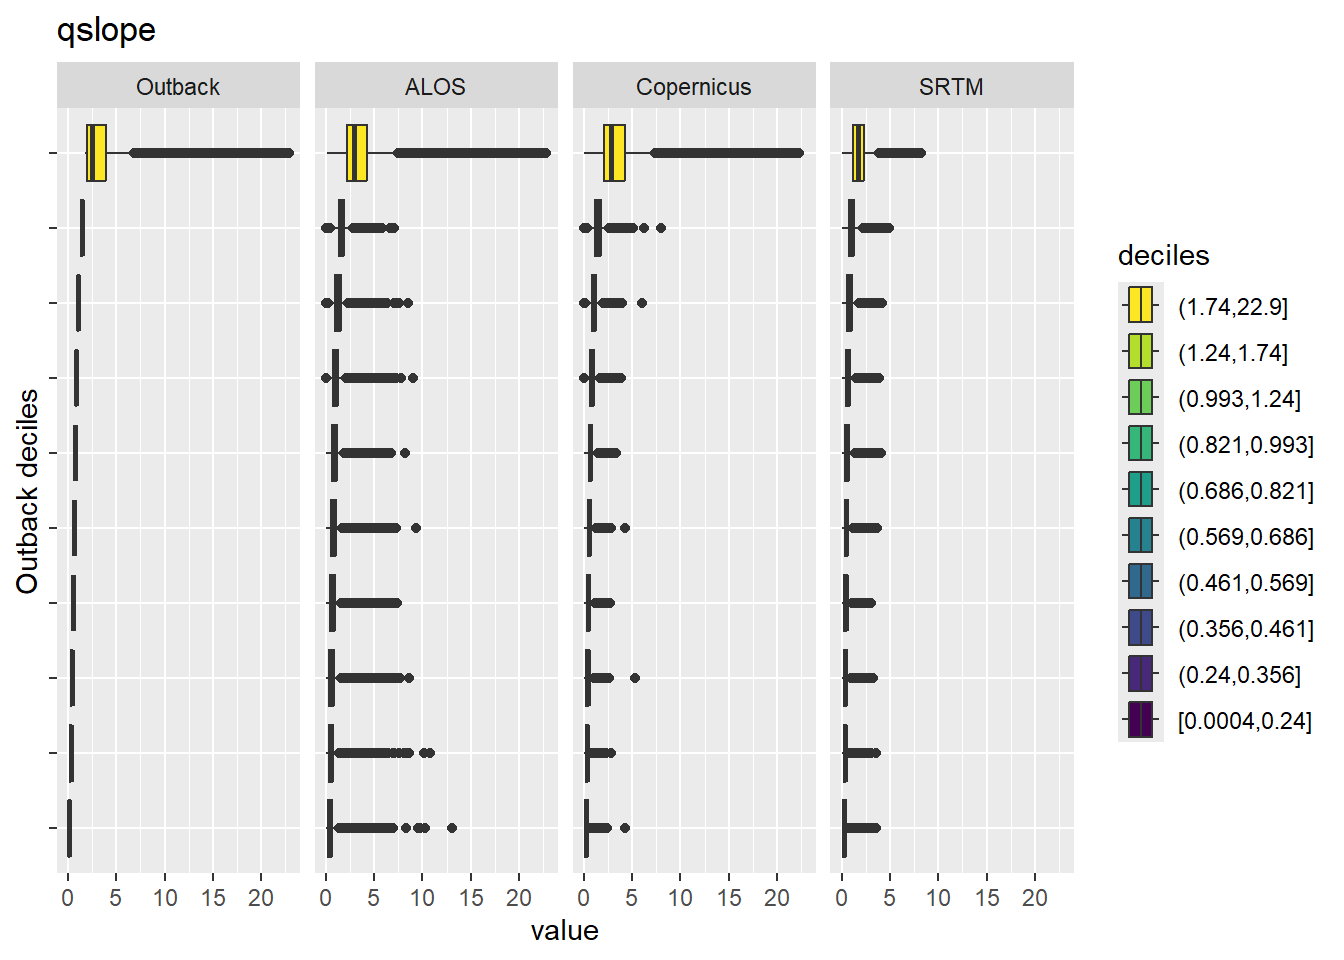 qslope
Outback ALOS Copernicus SRTM
Outback deciles
0 5 10 15 20 0 5 10 15 20 0 5 10 15 20 0 5 10 15 20
value
deciles
(1.74,22.9]
(1.24,1.74]
(0.993,1.24]
(0.821,0.993]
(0.686,0.821]
(0.569,0.686]
(0.461,0.569]
(0.356,0.461]
(0.24,0.356]
[0.0004,0.24]